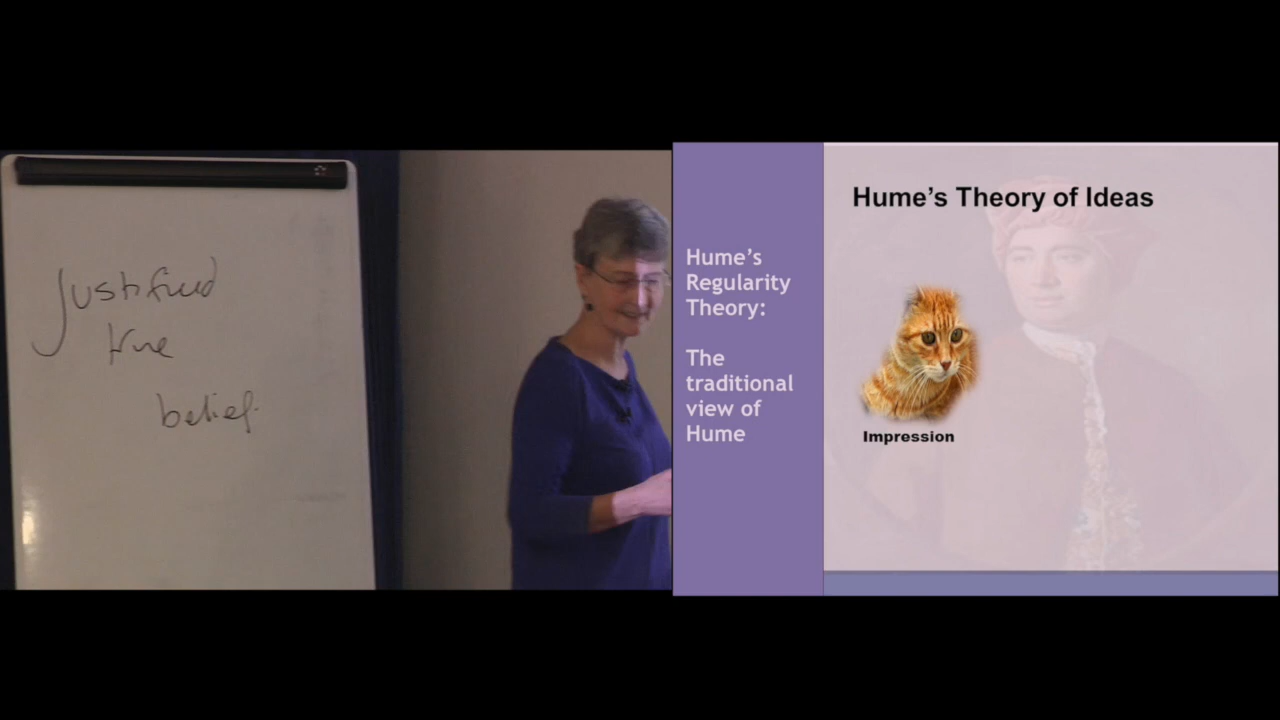 Justified
true
belief.
Hume's
Regularity
Theory:
The
traditional
view of
Hume
Hume's Theory of Ideas
Impression